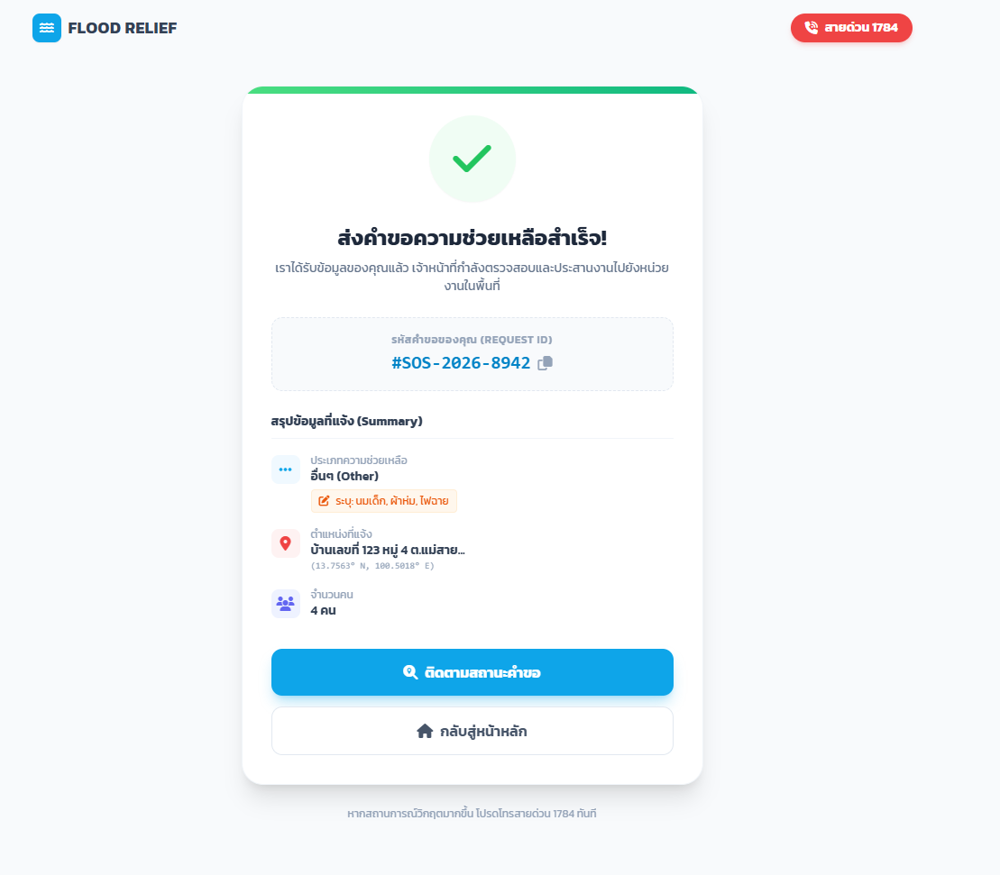 FLOOD RELIEF
สายด่วน 1784
ส่งคำขอความช่วยเหลือสำเร็จ!
เราได้รับข้อมูลของคุณแล้ว เจ้าหน้าที่กำลังตรวจสอบและประสานงานไปยังหน่วย
งานในพื้นที่
รหัสคำขอของคุณ (REQUEST ID)
#SOS-2026-8942
สรุปข้อมูลที่แจ้ง (Summary)
ประเภทความช่วยเหลือ
อื่นๆ (Other)
ระบุ: นมเด็ก, ผ้าห่ม, ไฟฉาย
ตำแหน่งที่แจ้ง
บ้านเลขที่ 123 หมู่ 4 ต.แม่สาย...
(13.7563° N, 100.5018° E)
จำนวนคน
4 คน
ติดตามสถานะคำขอ
กลับสู่หน้าหลัก
หากสถานการณ์วิกฤตมากขึ้น โปรดโทรสายด่วน 1784 ทันที